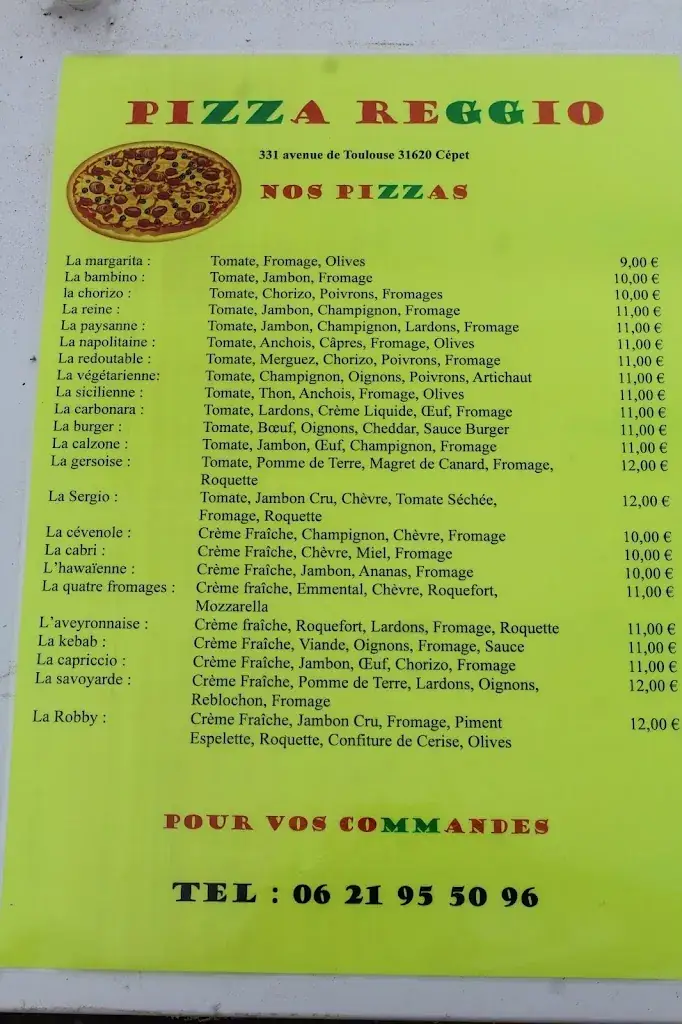 PIZZA REGGIO
331 avenue de Toulouse 31620 Cépet
NOS PIZZAS
La margarita : Tomate, Fromage, Olives 9,00 €
La bambino : Tomate, Jambon, Fromage 10,00 €
la chorizo : Tomate, Chorizo, Poivrons, Fromages 10,00 €
La reine : Tomate, Jambon, Champignon, Fromage 11,00 €
La paysanne : Tomate, Jambon, Champignon, Lardons, Fromage 11,00 €
La napolitaine : Tomate, Anchois, Câpres, Fromage, Olives 11,00 €
La redoutable : Tomate, Merguez, Chorizo, Poivrons, Fromage 11,00 €
La végétarienne: Tomate, Champignon, Oignons, Poivrons, Artichaut 11,00 €
La sicilienne : Tomate, Thon, Anchois, Fromage, Olives 11,00 €
La carbonara : Tomate, Lardons, Crème Liquide, Œuf, Fromage 11,00 €
La burger : Tomate, Bœuf, Oignons, Cheddar, Sauce Burger 11,00 €
La calzone : Tomate, Jambon, Œuf, Champignon, Fromage 11,00 €
La gersoise : Tomate, Pomme de Terre, Magret de Canard, Fromage, 12,00 €
Roquette
La Sergio : Tomate, Jambon Cru, Chèvre, Tomate Séchée, 12,00 €
Fromage, Roquette
La cévenole : Crème Fraîche, Champignon, Chèvre, Fromage 10,00 €
La cabri : Crème Fraîche, Chèvre, Miel, Fromage 10,00 €
L'hawaïenne : Crème Fraîche, Jambon, Ananas, Fromage 10,00 €
La quatre fromages : Crème fraîche, Emmental, Chèvre, Roquefort, 11,00 €
Mozzarella
L'aveyronnaise : Crème fraîche, Roquefort, Lardons, Fromage, Roquette 11,00 €
La kebab : Crème Fraîche, Viande, Oignons, Fromage, Sauce 11,00 €
La capriccio : Crème Fraîche, Jambon, Œuf, Chorizo, Fromage 11,00 €
La savoyarde : Crème Fraîche, Pomme de Terre, Lardons, Oignons, 12,00 €
Reblochon, Fromage
La Robby : Crème Fraîche, Jambon Cru, Fromage, Piment 12,00 €
Espelette, Roquette, Confiture de Cerise, Olives
POUR VOS COMMANDES
TEL : 06 21 95 50 96